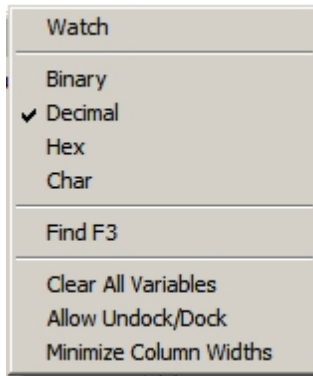 Watch
Binary
Decimal
Hex
Char
Find F3
Clear All Variables
Allow Undock/Dock
Minimize Column Widths